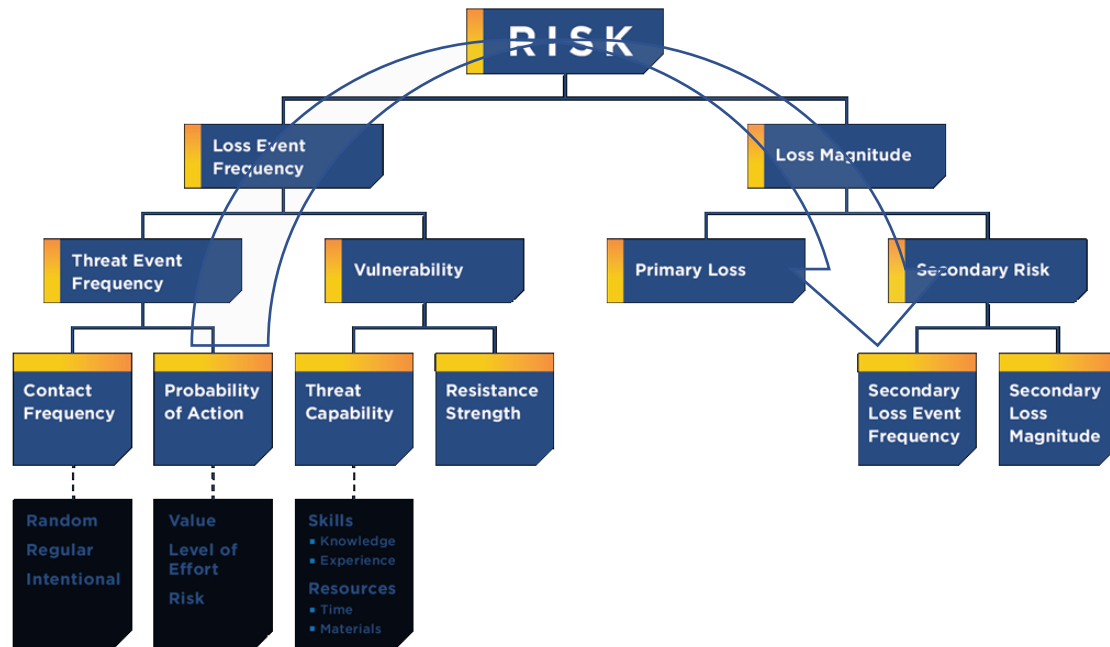 RISK
Loss Event
Frequency
Loss Magnitude
Threat Event
Frequency
Vulnerability
Primary Loss
Secondary Risk
Contact
Frequency
Probability
of Action
Threat
Capability
Resistance
Strength
Secondary
Loss Event
Frequency
Secondary
Loss
Magnitude
Random
Regular
Intentional
Value
Level of
Effort
Risk
Skills
Knowledge
Experience
Resources
Time
Materials